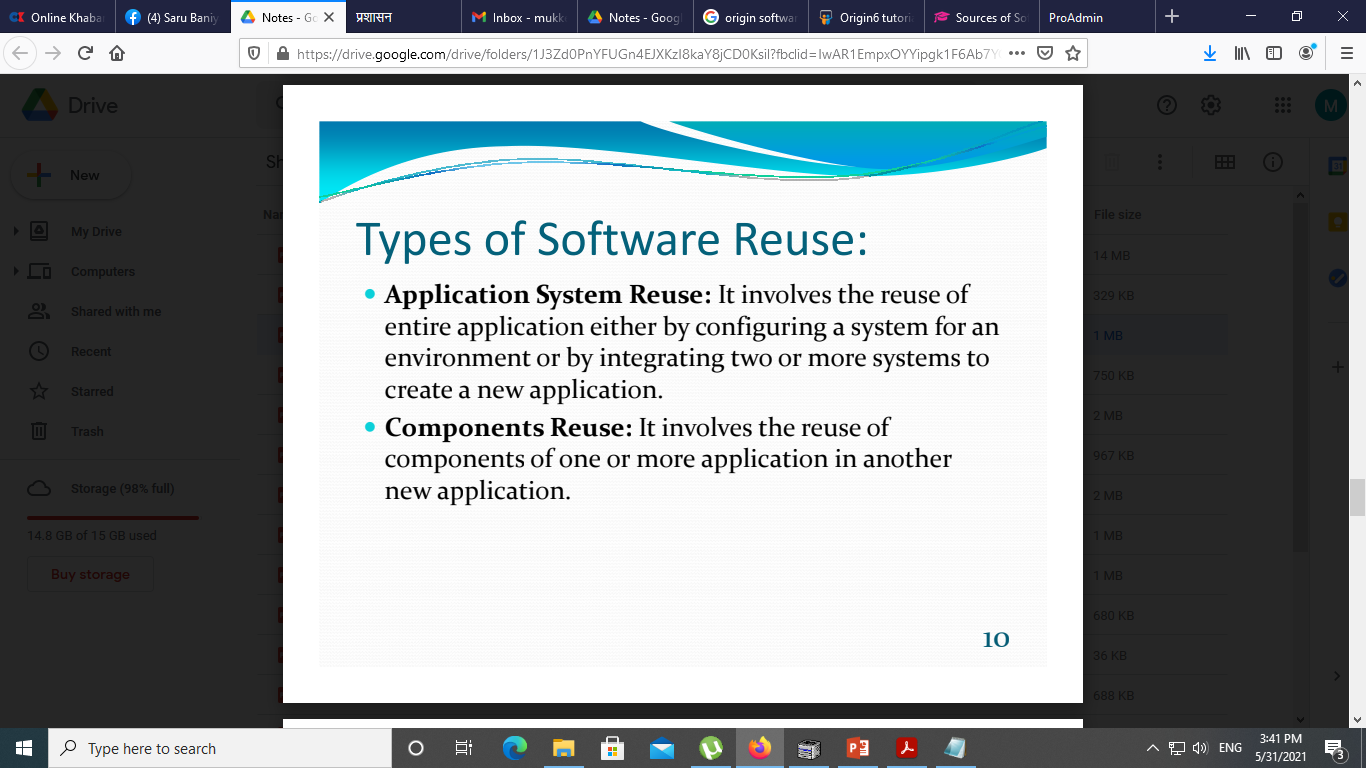 Online Khaba
(4) Saru Baniy
Notes - Go
प्रशासन
Inbox - mukk
Notes - Googl
origin softwar
Origin6 tutori
Sources of So
ProAdmin
https://drive.google.com/drive/folders/1J3Zd0PnYFUGn4EJXKzI8kaY8jCD0KsiI?fbclid=IwAR1EmpxOYYipgk1F6Ab7Y
Drive
M
New
Sh
Na
File size
My Drive
Computers
Shared with me
Recent
Starred
Trash
Storage (98% full)
14.8 GB of 15 GB used
Buy storage
Types of Software Reuse:
Application System Reuse: It involves the reuse of
entire application either by configuring a system for an
environment or by integrating two or more systems to
create a new application.
Components Reuse: It involves the reuse of
components of one or more application in another
new application.
10
14 MB
329 KB
1 MB
750 KB
2 MB
967 KB
2 MB
1 MB
1 MB
680 KB
36 KB
688 KB
Type here to search
ENG
3:41 PM
5/31/2021
3